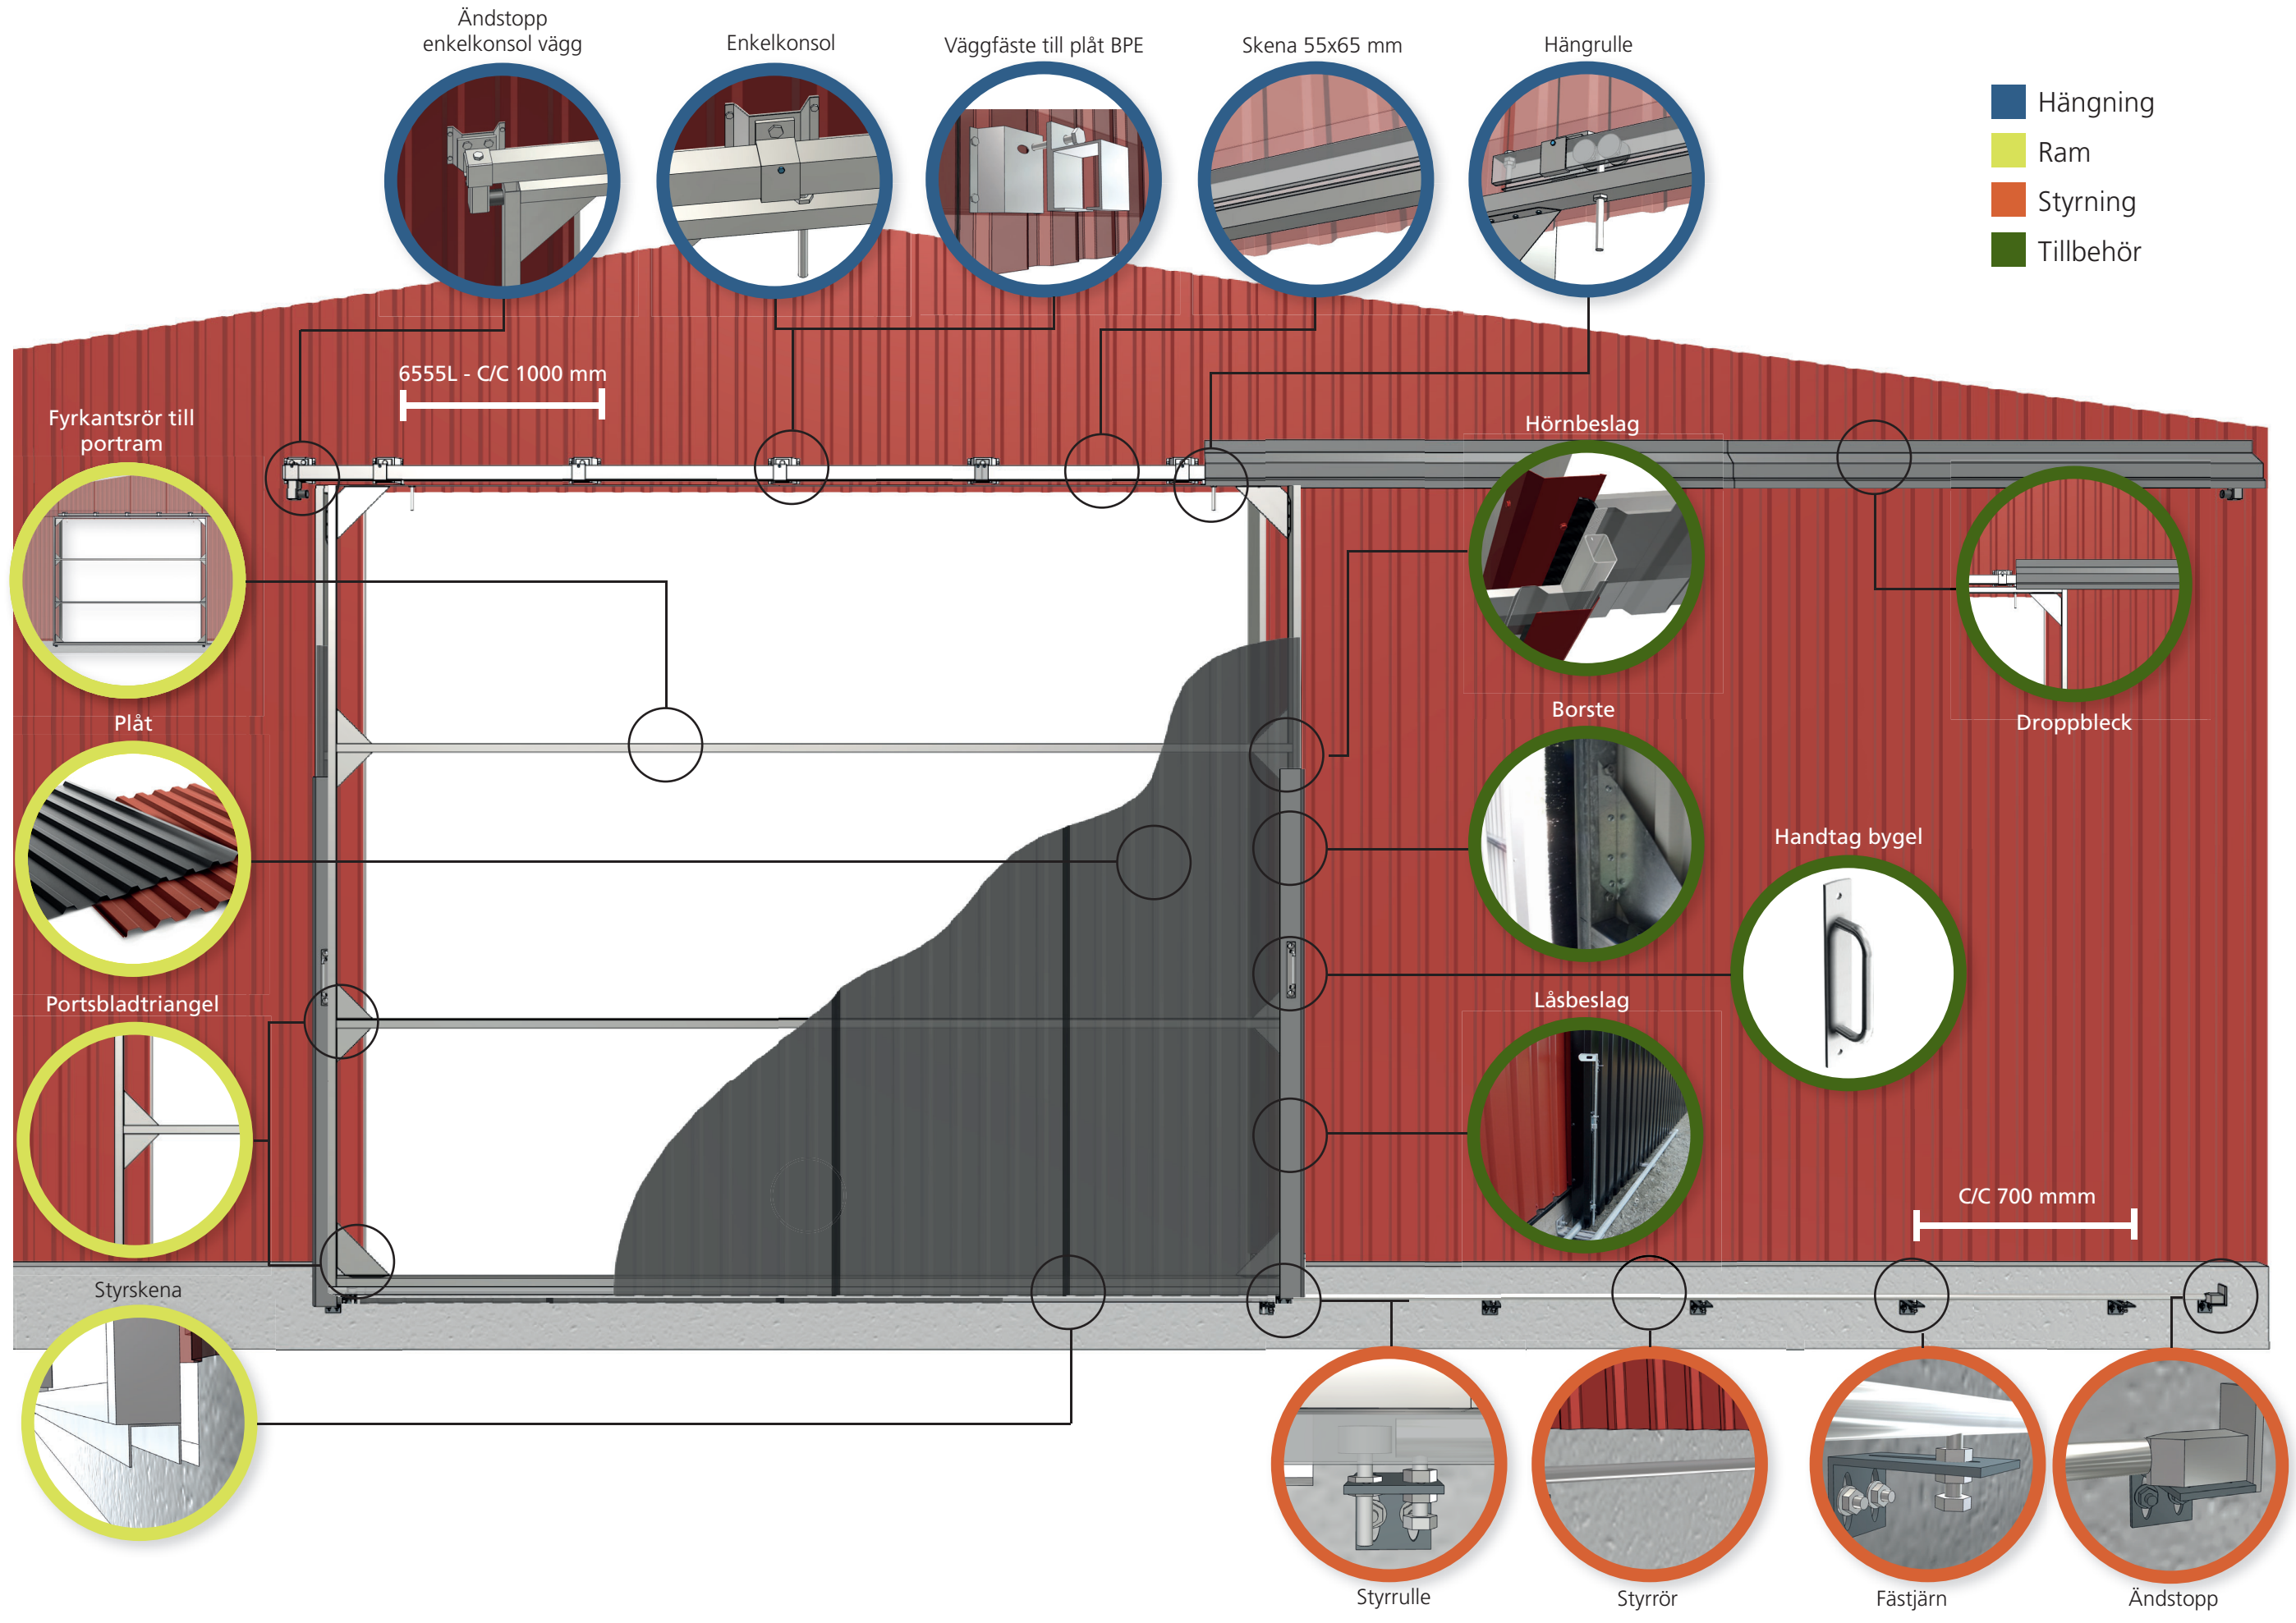 Ändstopp
enkelkonsol vägg
Enkelkonsol
Väggfäste till plåt BPE
Skena 55x65 mm
Hängrulle
Hängning
Ram
Styrning
Tillbehör
6555L - C/C 1000 mm
Fyrkantsrör till
portram
Hörnbeslag
Plåt
Borste
Droppbleck
Handtag bygel
Portsbladtriangel
Låsbeslag
C/C 700 mmm
Styrskena
Styrrulle
Styrrör
Fästjärn
Ändstopp